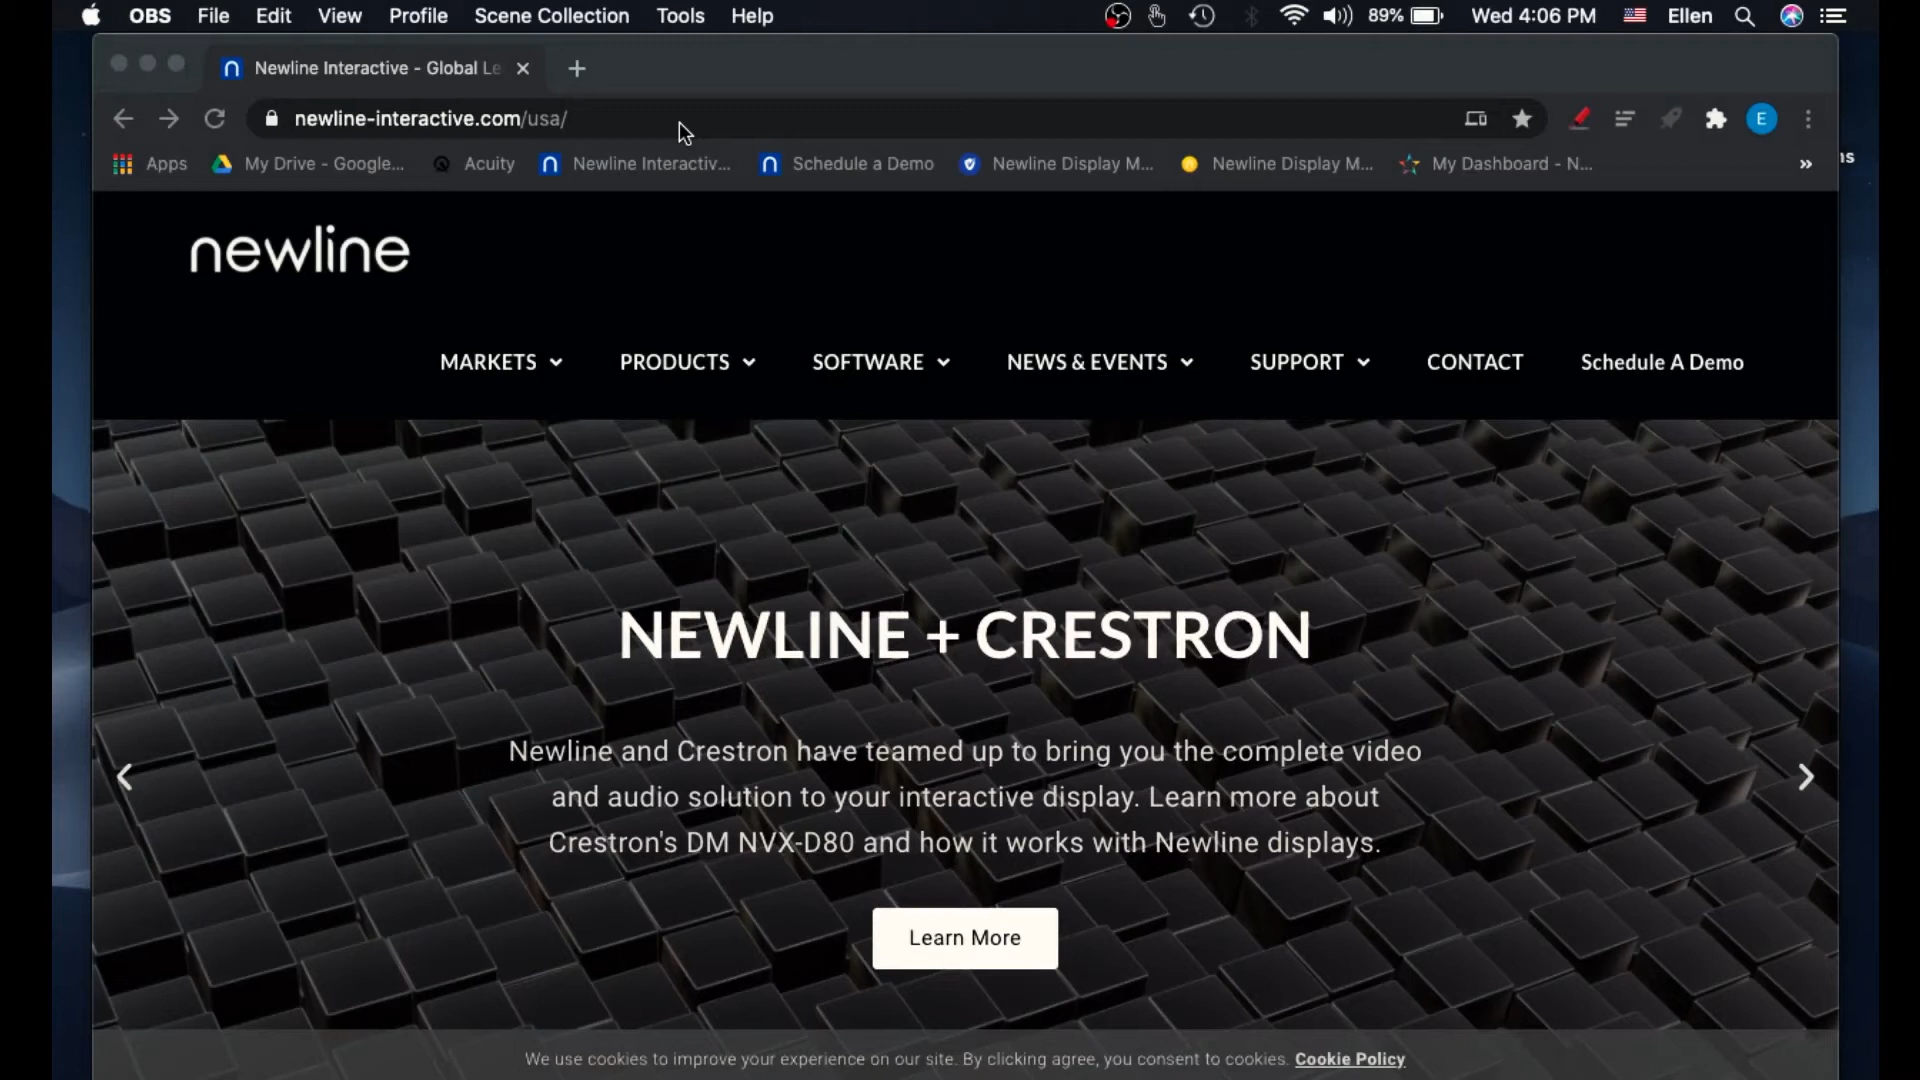 OBS File Edit View Profile Scene Collection Tools Help 89% Wed 4:06 PM Ellen
Newline Interactive - Global Le
newline-interactive.com/usa/ E
Apps My Drive - Google... Acuity Newline Interactiv... Schedule a Demo Newline Display M... Newline Display M... My Dashboard - N... »
newline
MARKETS PRODUCTS SOFTWARE NEWS & EVENTS SUPPORT CONTACT Schedule A Demo
NEWLINE + CRESTRON
Newline and Crestron have teamed up to bring you the complete video
and audio solution to your interactive display. Learn more about
Crestron's DM NVX-D80 and how it works with Newline displays.
Learn More
We use cookies to improve your experience on our site. By clicking agree, you consent to cookies. Cookie Policy